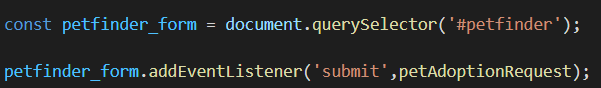 const petfinder_form = document.querySelector('#petfinder');
petfinder_form.addEventListener('submit',petAdoptionRequest);